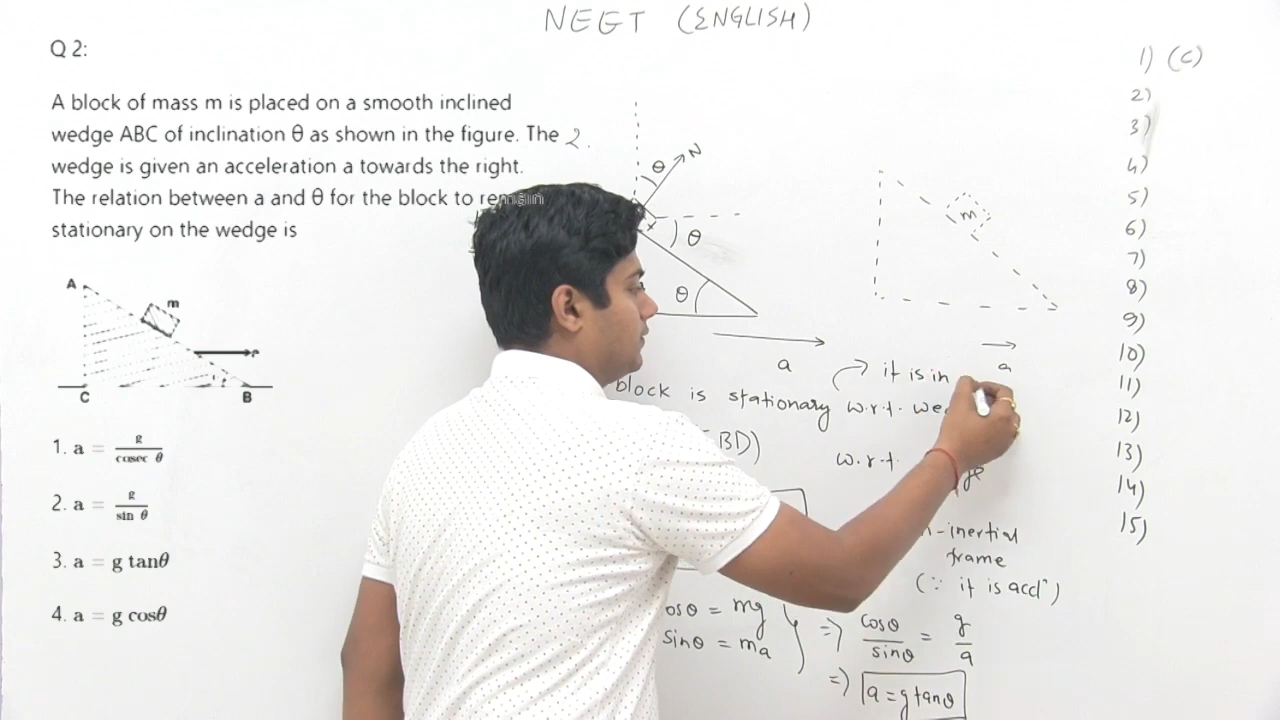 NEET (ENGLISH)
Q 2:
A block of mass m is placed on a smooth inclined
wedge ABC of inclination θ as shown in the figure. The
wedge is given an acceleration a towards the right.
The relation between a and θ for the block to remain
stationary on the wedge is
A
m
C
B
1. a = g / cosec θ
2. a = g / sin θ
3. a = g tanθ
4. a = g cosθ
2.
θ
N
θ
θ
a
m
a
block is stationary w.r.t.
it is in
BD)
w.r.t.
-inertial
frame
(∵ it is accⁿ)
osθ = mg
sinθ = ma
⇒ cosθ / sinθ = g / a
⇒ a = g tanθ
1) (c)
2)
3)
4)
5)
6)
7)
8)
9)
10)
11)
12)
13)
14)
15)